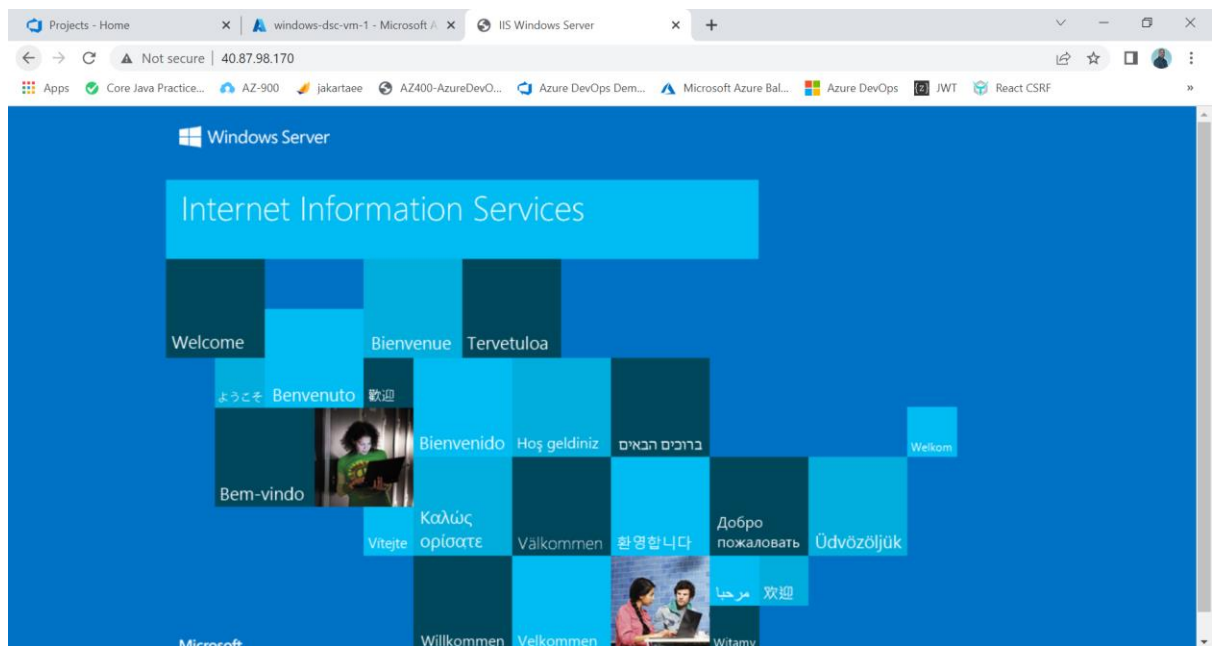 Projects - Home
windows-dsc-vm-1 - Microsoft A
IIS Windows Server
Not secure | 40.87.98.170
Apps
Core Java Practice...
AZ-900
jakartaee
AZ400-AzureDevO...
Azure DevOps Dem...
Microsoft Azure Bal...
Azure DevOps
JWT
React CSRF
»
Windows Server
Internet Information Services
Welcome
Bienvenue
Tervetuloa
ようこそ
Benvenuto
歡迎
Bienvenido
Hoş geldiniz
ברוכים הבאים
Welkom
Bem-vindo
Vítejte
Καλώς
ορίσατε
Välkommen
환영합니다
Добро
пожаловать
Üdvözöljük
مرحبا
欢迎
Microsoft
Willkommen
Velkommen
Witamy